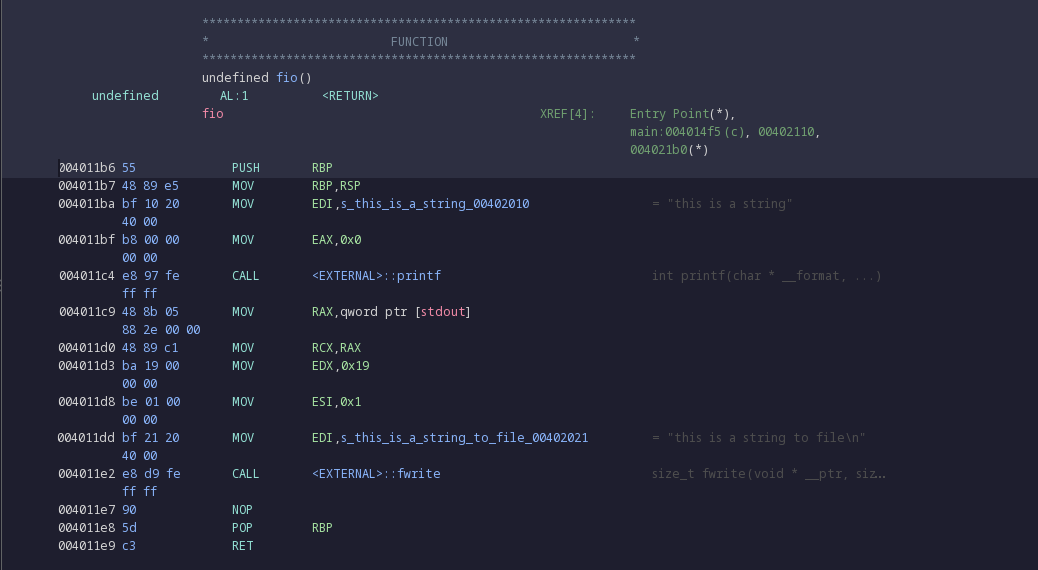 **************************************************************
* FUNCTION *
**************************************************************
undefined fio()
undefined AL:1 <RETURN>
fio XREF[4]: Entry Point(*),
main:004014f5(c), 00402110,
004021b0(*)
004011b6 55 PUSH RBP
004011b7 48 89 e5 MOV RBP,RSP
004011ba bf 10 20 MOV EDI,s_this_is_a_string_00402010 = "this is a string"
40 00
004011bf b8 00 00 MOV EAX,0x0
00 00
004011c4 e8 97 fe CALL <EXTERNAL>::printf int printf(char * __format, ...)
ff ff
004011c9 48 8b 05 MOV RAX,qword ptr [stdout]
88 2e 00 00
004011d0 48 89 c1 MOV RCX,RAX
004011d3 ba 19 00 MOV EDX,0x19
00 00
004011d8 be 01 00 MOV ESI,0x1
00 00
004011dd bf 21 20 MOV EDI,s_this_is_a_string_to_file_00402021 = "this is a string to file\n"
40 00
004011e2 e8 d9 fe CALL <EXTERNAL>::fwrite size_t fwrite(void * __ptr, siz...
ff ff
004011e7 90 NOP
004011e8 5d POP RBP
004011e9 c3 RET